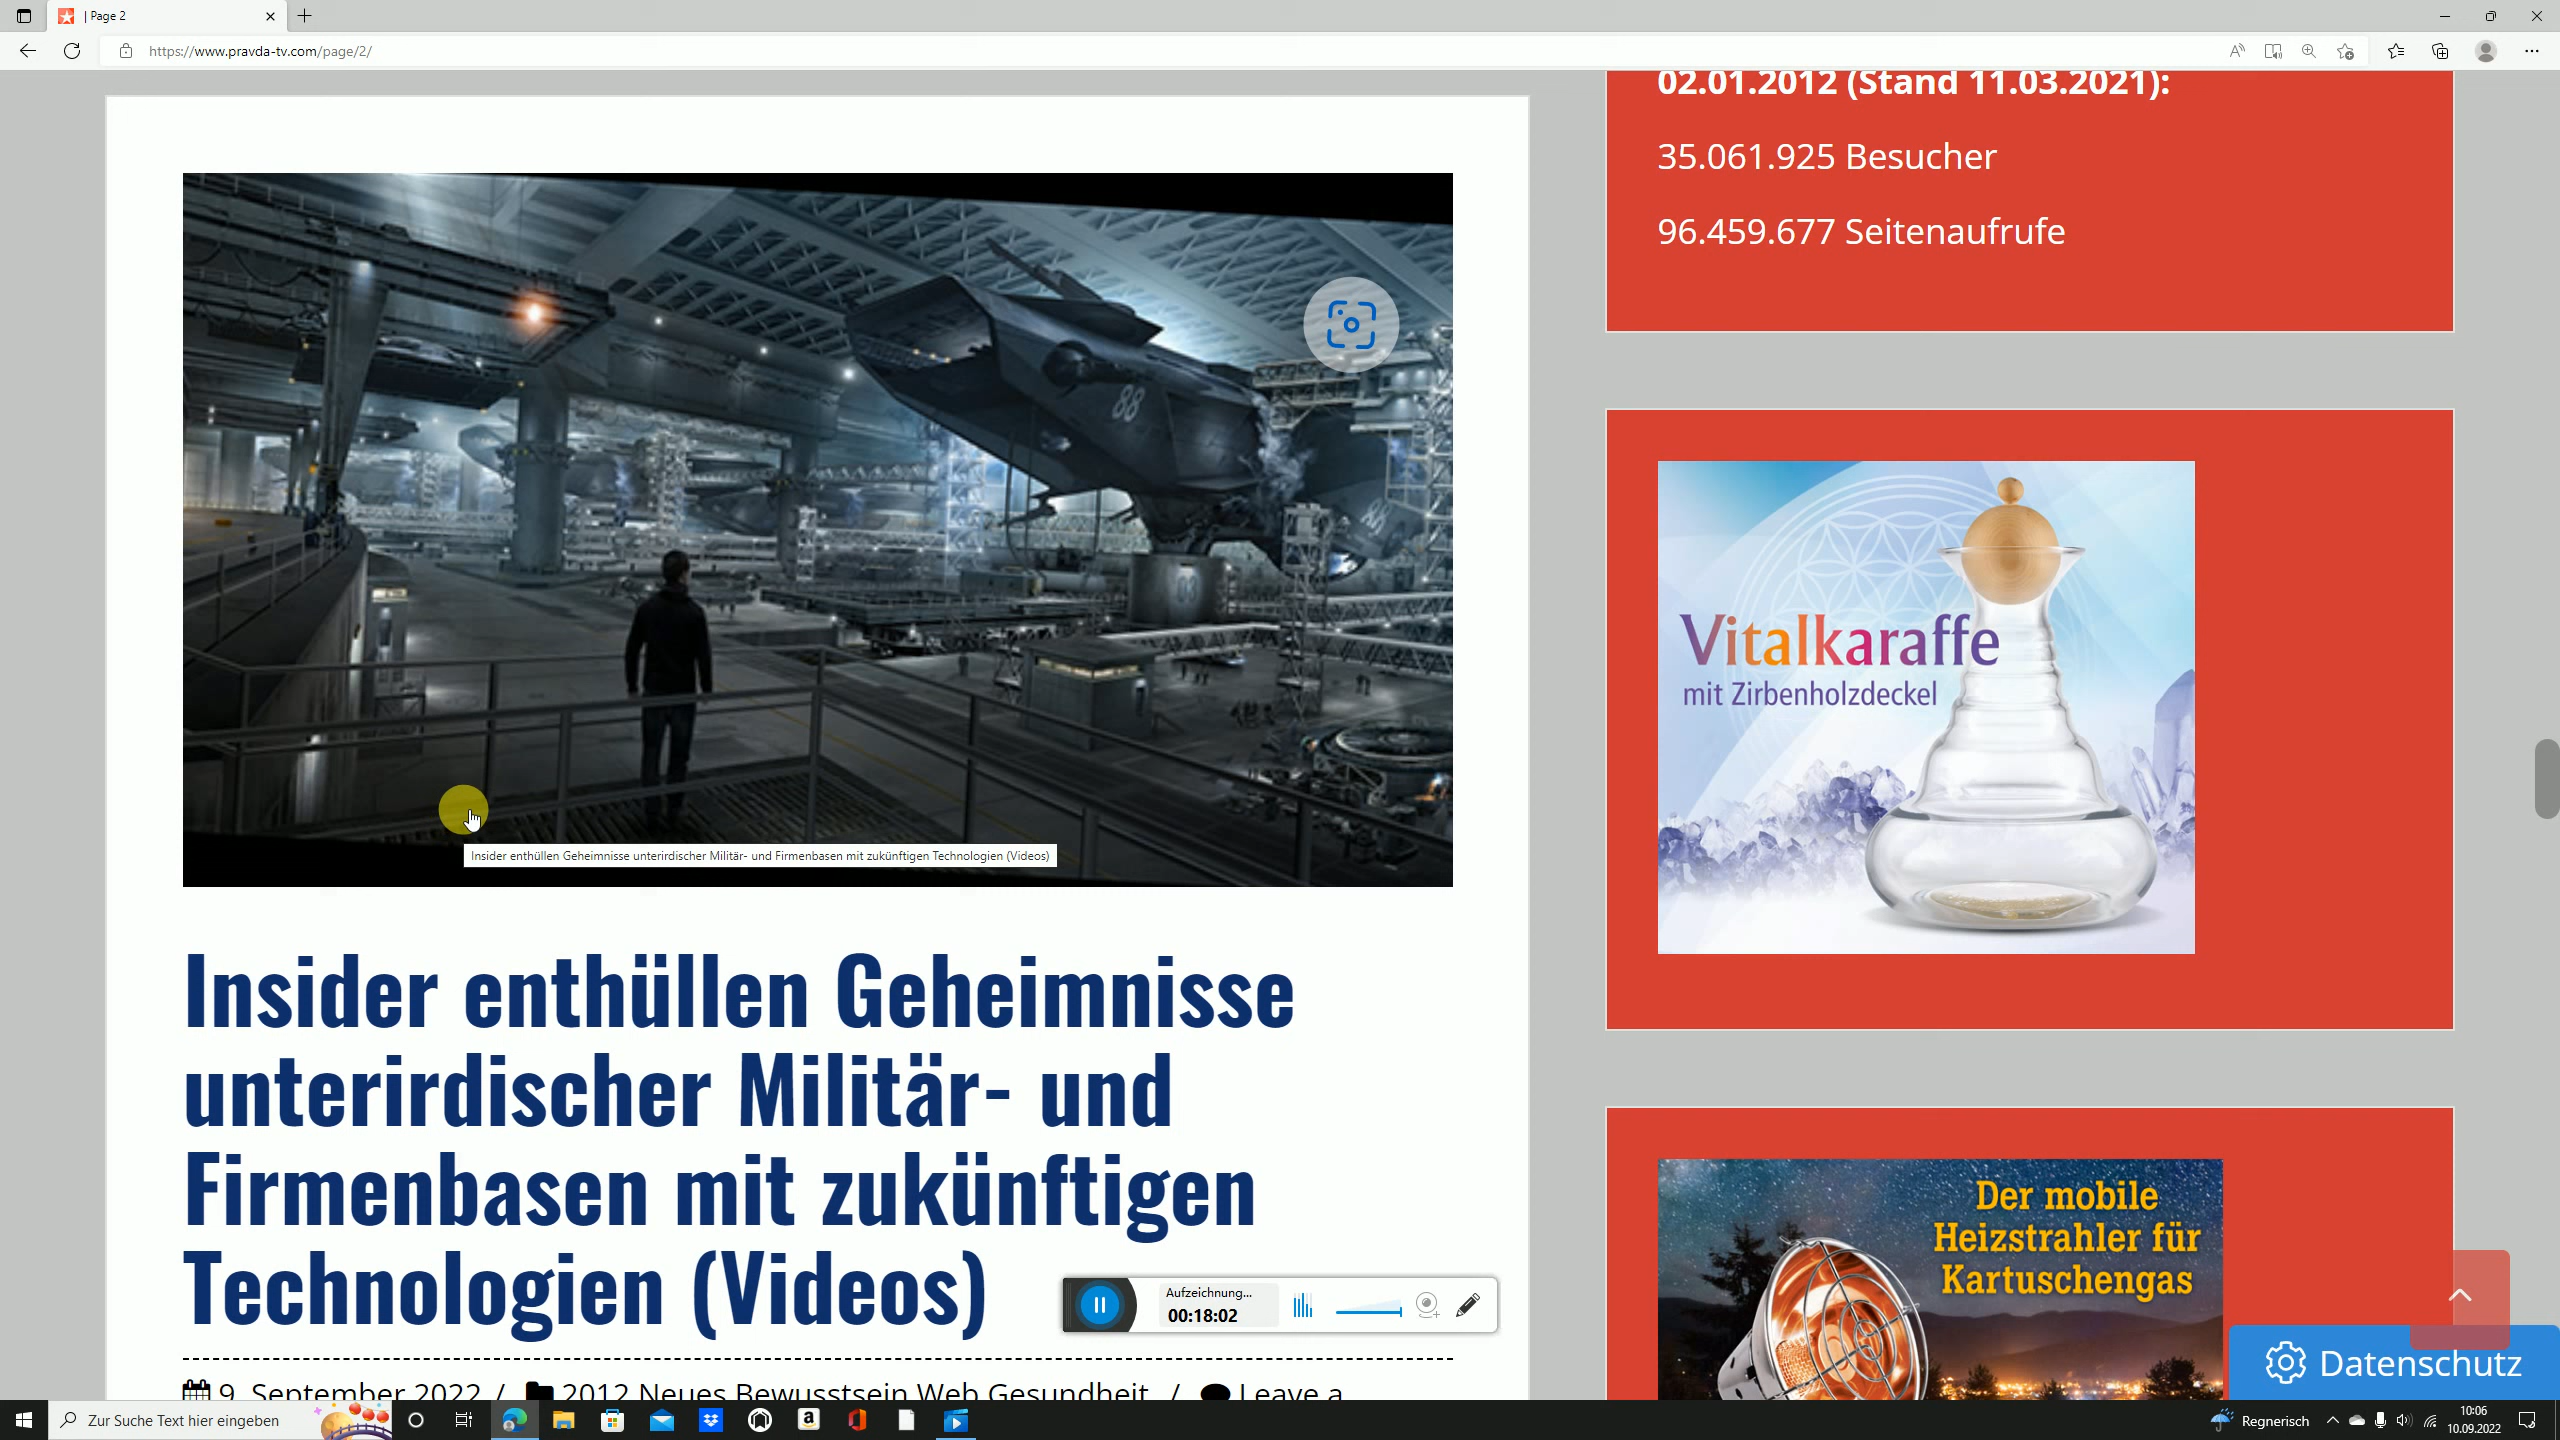 | Page 2
https://www.pravda-tv.com/page/2/
02.01.2012 (Stand 11.03.2021):
35.061.925 Besucher
96.459.677 Seitenaufrufe
88
Vitalkaraffe
mit Zirbenholzdeckel
Insider enthüllen Geheimnisse unterirdischer Militär- und Firmenbasen mit zukünftigen Technologien (Videos)
Insider enthüllen Geheimnisse
unterirdischer Militär- und
Firmenbasen mit zukünftigen
Technologien (Videos)
Der mobile
Heizstrahler für
Kartuschengas
Aufzeichnung...
00:18:02
Datenschutz
9. September 2022 / 2012 Neues Bewusstsein Web Gesundheit / Leave a
Zur Suche Text hier eingeben
Regnerisch
10:06
10.09.2022